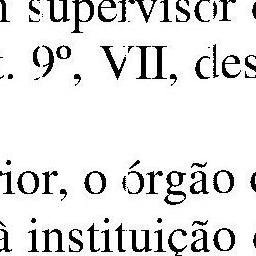 supervisor
. 9º, VII, des
rior, o órgão
à instituição